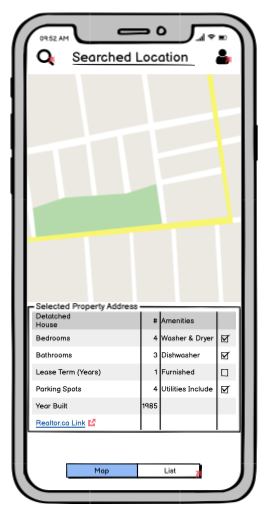 09:52 AM
Searched Location
Selected Property Address
Detatched # Amenities
House
Bedrooms 4 Washer & Dryer
Bathrooms 3 Dishwasher
Lease Term (Years) 1 Furnished
Parking Spots 4 Utilities Include
Year Built 1985
Realtor.ca Link
Map List